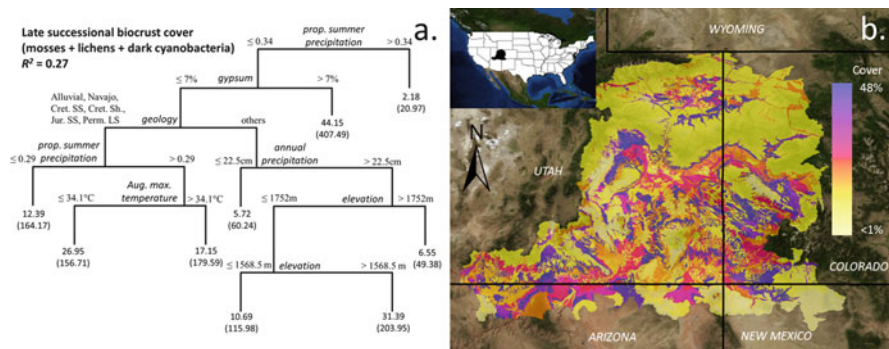 Late successional biocrust cover
(mosses + lichens + dark cyanobacteria)
R² = 0.27
a.
prop. summer
precipitation
≤ 0.34
> 0.34
2.18
(20.97)
≤ 7%
gypsum
> 7%
44.15
(407.49)
Alluvial, Navajo,
Cret. SS, Cret. Sh.,
Jur. SS, Perm. LS
geology
others
prop. summer
precipitation
≤ 0.29
> 0.29
12.39
(164.17)
Aug. max.
temperature
≤ 34.1°C
> 34.1°C
26.95
(156.71)
17.15
(179.59)
annual
precipitation
≤ 22.5cm
> 22.5cm
5.72
(60.24)
≤ 1752m
elevation
> 1752m
6.55
(49.38)
≤ 1568.5 m
elevation
> 1568.5 m
10.69
(115.98)
31.39
(203.95)
b.
WYOMING
Cover
48%
<1%
N
UTAH
COLORADO
ARIZONA
NEW MEXICO